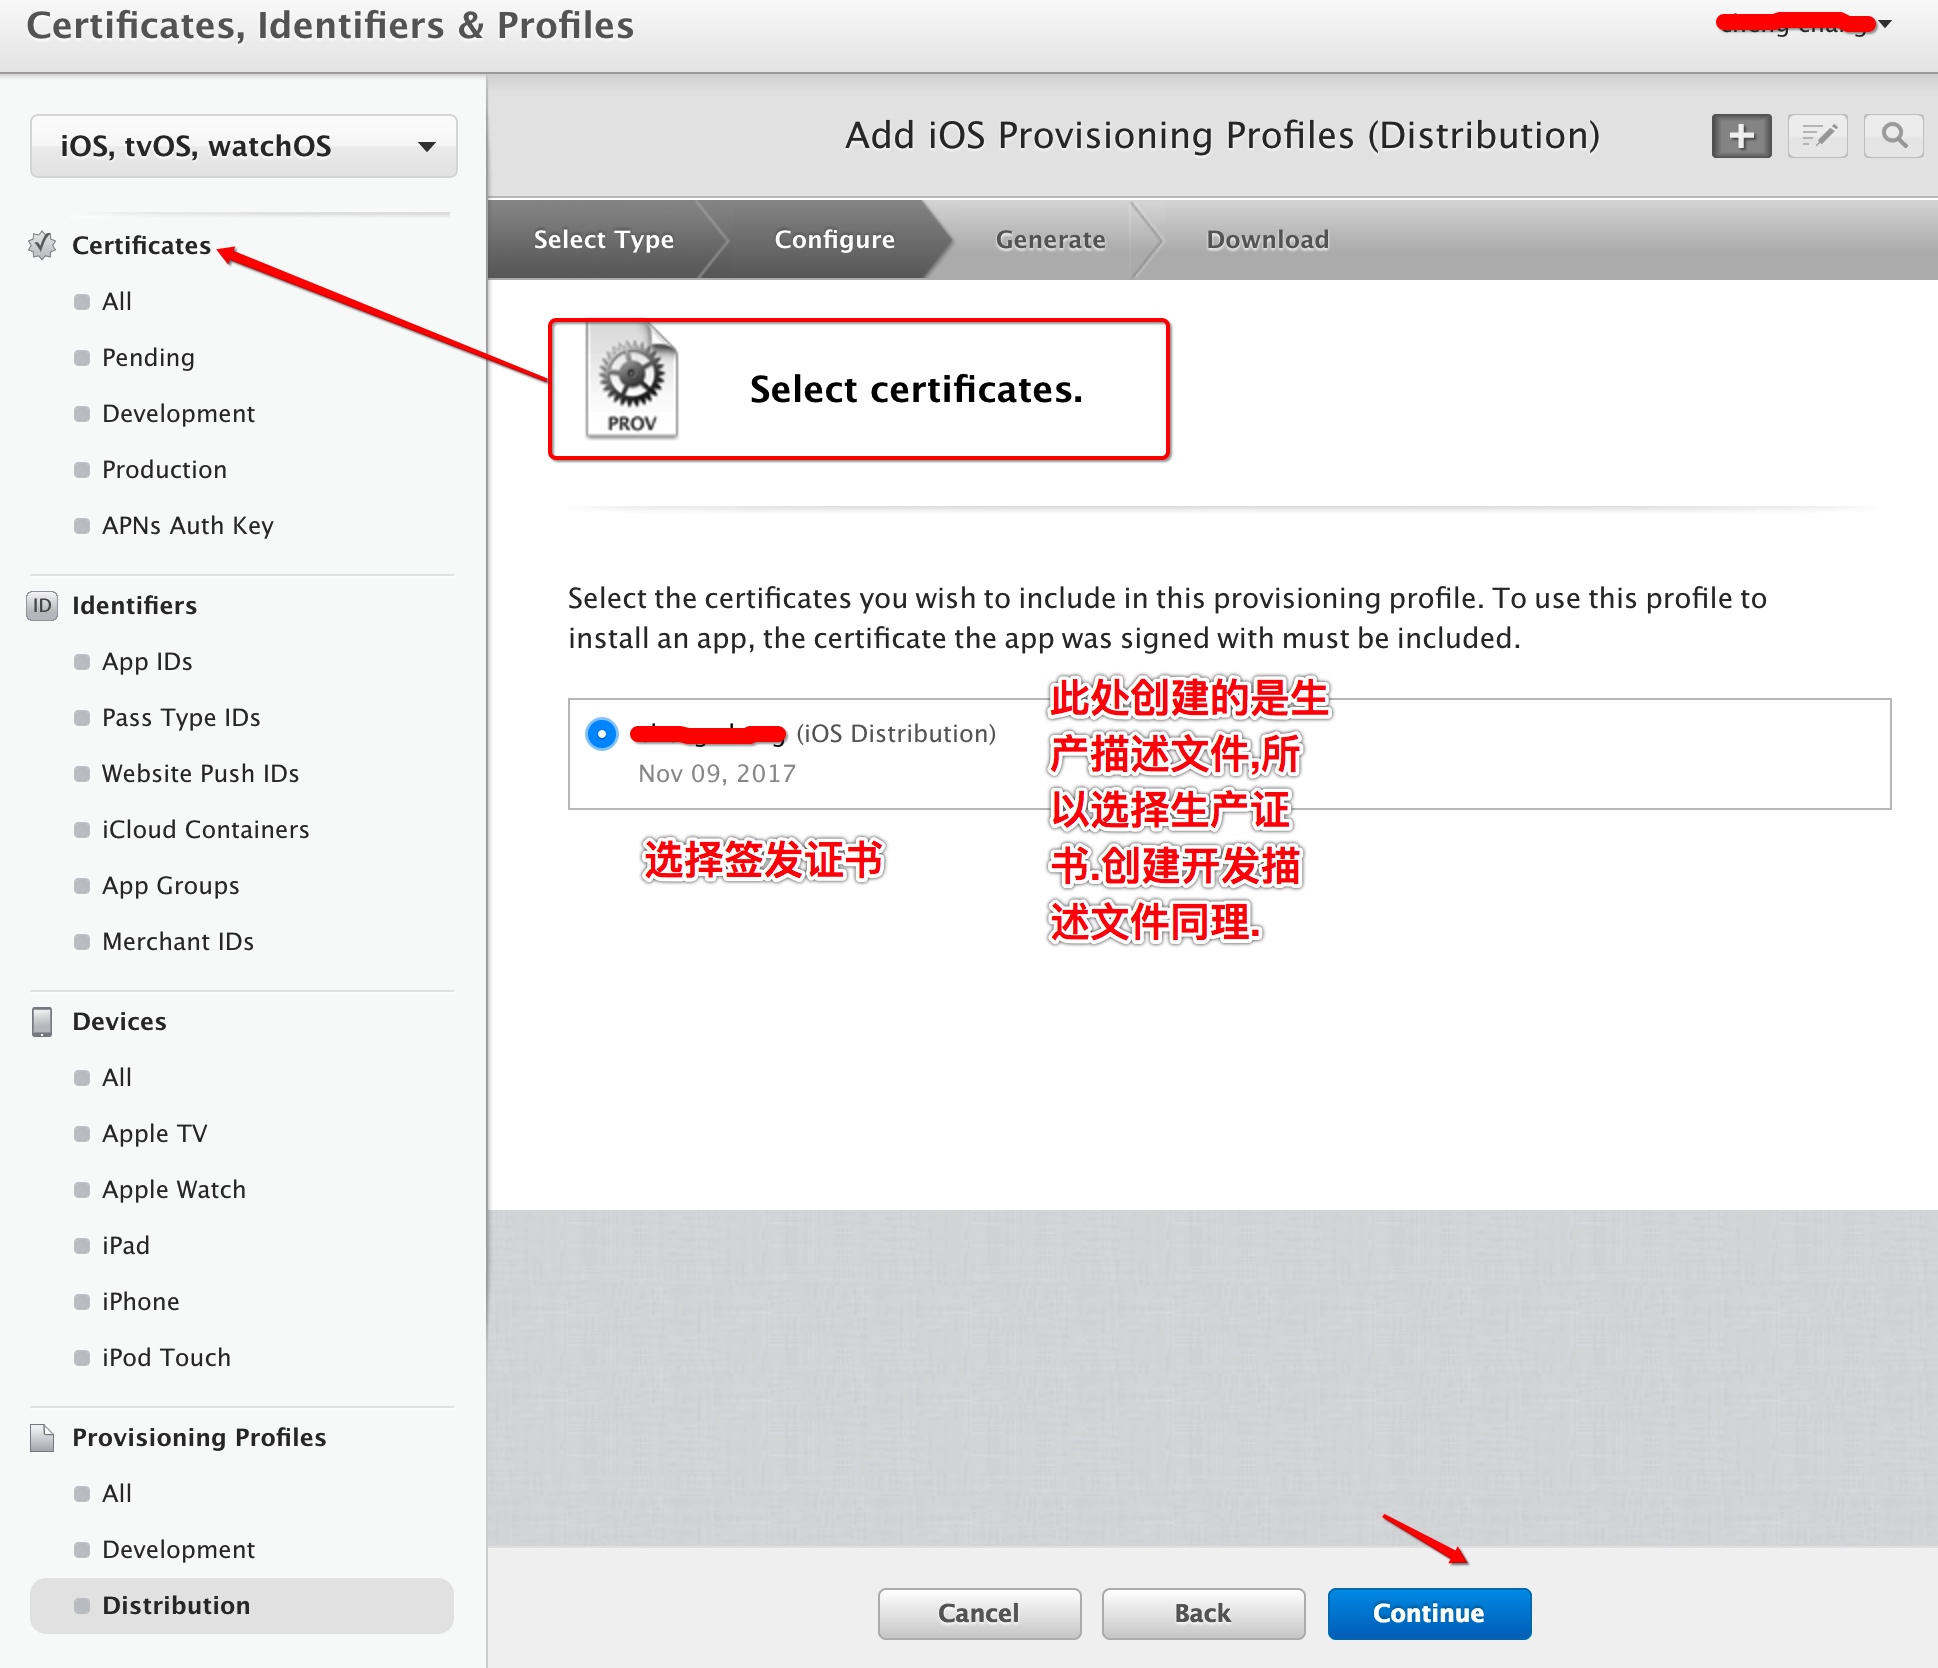 Certificates, Identifiers & Profiles
iOS, tvOS, watchOS
Certificates
All
Pending
Development
Production
APNs Auth Key
ID
Identifiers
App IDs
Pass Type IDs
Website Push IDs
iCloud Containers
App Groups
Merchant IDs
Devices
All
Apple TV
Apple Watch
iPad
iPhone
iPod Touch
Provisioning Profiles
All
Development
Distribution
Add iOS Provisioning Profiles (Distribution)
Select Type
Configure
Generate
Download
PROV
Select certificates.
Select the certificates you wish to include in this provisioning profile. To use this profile to
install an app, the certificate the app was signed with must be included.
(iOS Distribution)
Nov 09, 2017
选择签发证书
此处创建的是生
产描述文件,所
以选择生产证
书.创建开发描
述文件同理.
Cancel
Back
Continue